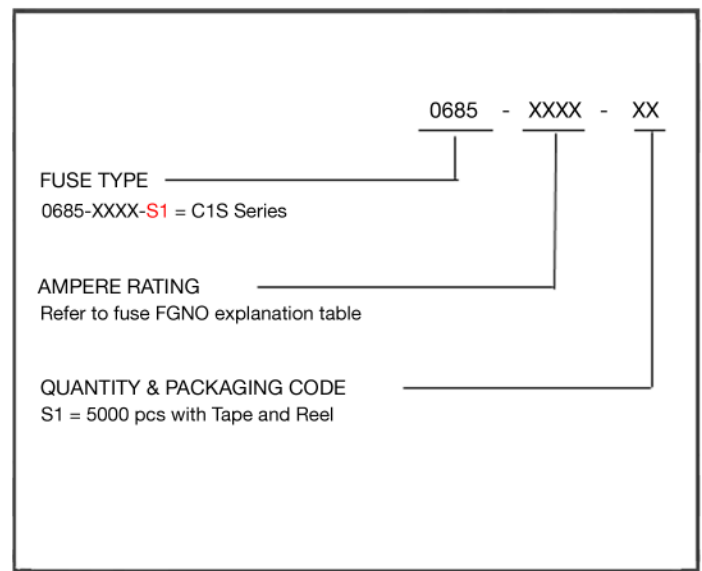 0685 - XXXX - XX
FUSE TYPE
0685-XXXX-S1 = C1S Series
AMPERE RATING
Refer to fuse FGNO explanation table
QUANTITY & PACKAGING CODE
S1 = 5000 pcs with Tape and Reel